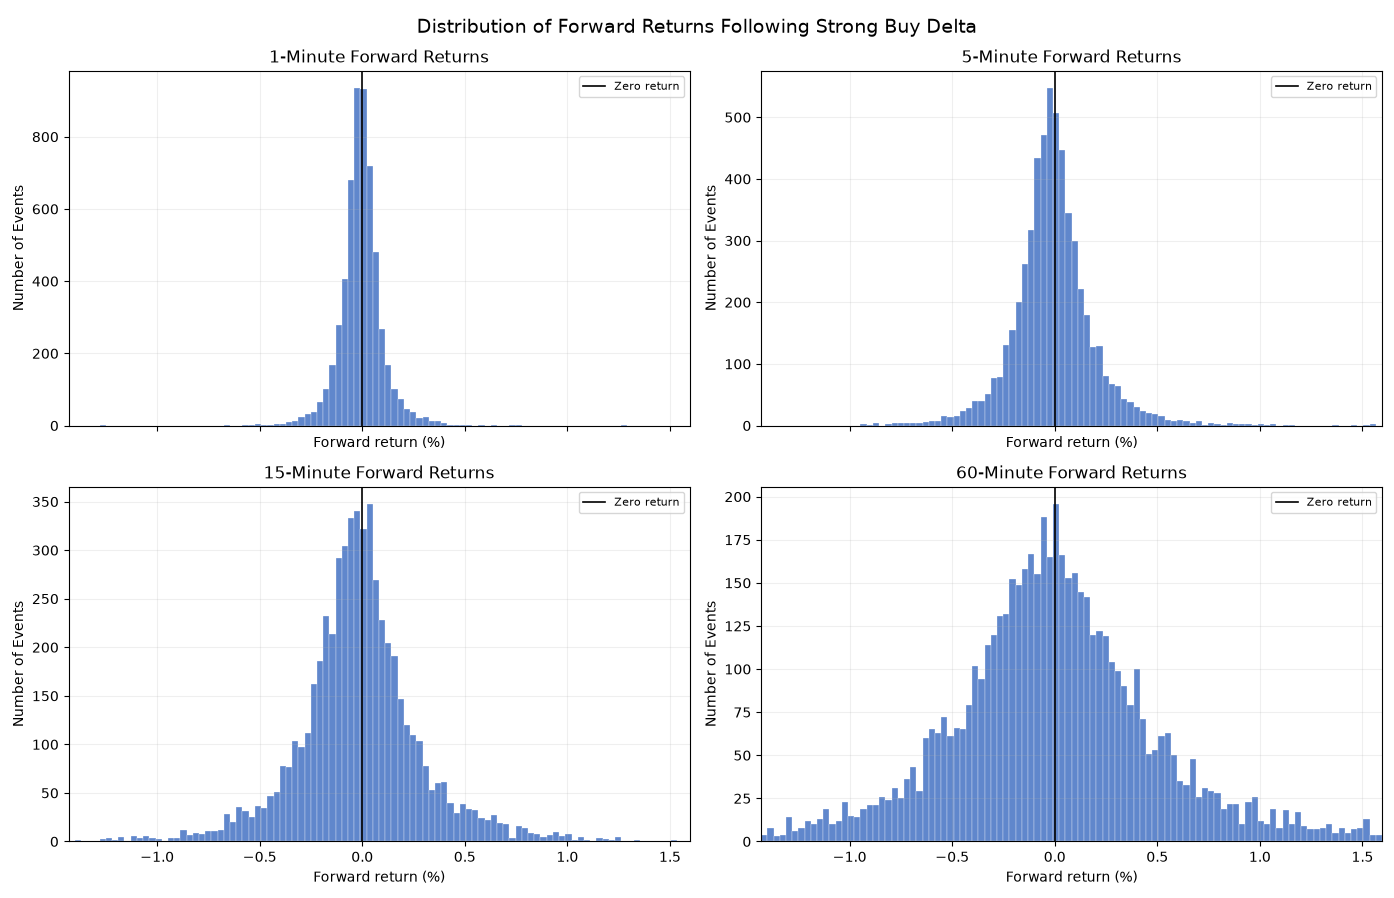 Distribution of Forward Returns Following Strong Buy Delta
1-Minute Forward Returns
Zero return
Number of Events
800
600
400
200
0
Forward return (%)
5-Minute Forward Returns
Zero return
Number of Events
500
400
300
200
100
0
Forward return (%)
15-Minute Forward Returns
Zero return
Number of Events
350
300
250
200
150
100
50
0
−1.0 −0.5 0.0 0.5 1.0 1.5
Forward return (%)
60-Minute Forward Returns
Zero return
Number of Events
200
175
150
125
100
75
50
25
0
−1.0 −0.5 0.0 0.5 1.0 1.5
Forward return (%)